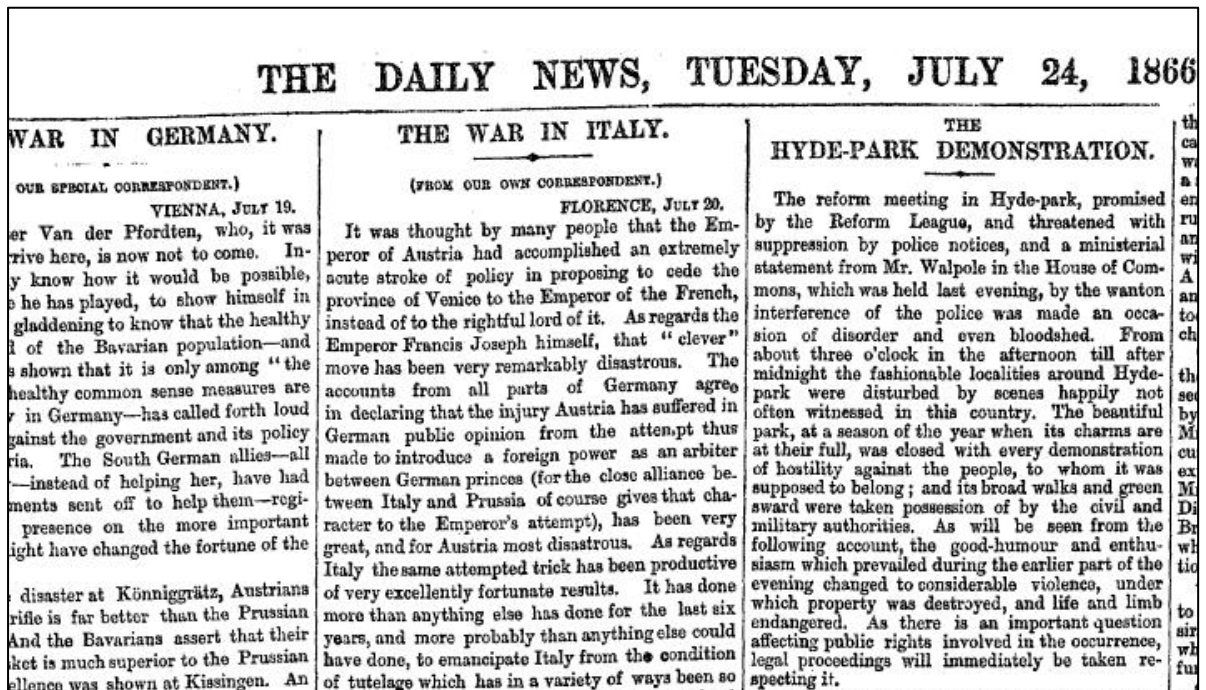 THE DAILY NEWS, TUESDAY, JULY 24, 1866
WAR IN GERMANY.
OUR SPECIAL CORRESPONDENT.)
VIENNA, JULY 19.
er Van der Pfordten, who, it was
rive here, is now not to come. In-
y know how it would be possible,
he has played, to show himself in
gladdening to know that the healthy
of the Bavarian population—and
s shown that it is only among "the
healthy common sense measures are
in Germany—has called forth loud
gainst the government and its policy
ria. The South German allies—all
—instead of helping her, have had
ments sent off to help them—regi-
presence on the more important
ight have changed the fortune of the
disaster at Könniggrätz, Austrians
rifle is far better than the Prussian
And the Bavarians assert that their
ket is much superior to the Prussian
ellence was shown at Kissingen. An
THE WAR IN ITALY.
(FROM OUR OWN CORRESPONDENT.)
FLORENCE, JULY 20.
It was thought by many people that the Em-
peror of Austria had accomplished an extremely
acute stroke of policy in proposing to cede the
province of Venice to the Emperor of the French,
instead of to the rightful lord of it. As regards the
Emperor Francis Joseph himself, that "clever"
move has been very remarkably disastrous. The
accounts from all parts of Germany agree
in declaring that the injury Austria has suffered in
German public opinion from the attempt thus
made to introduce a foreign power as an arbiter
between German princes (for the close alliance be-
tween Italy and Prussia of course gives that cha-
racter to the Emperor's attempt), has been very
great, and for Austria most disastrous. As regards
Italy the same attempted trick has been productive
of very excellently fortunate results. It has done
more than anything else has done for the last six
years, and more probably than anything else could
have done, to emancipate Italy from the condition
of tutelage which has in a variety of ways been so
THE
HYDE-PARK DEMONSTRATION.
The reform meeting in Hyde-park, promised
by the Reform League, and threatened with
suppression by police notices, and a ministerial
statement from Mr. Walpole in the House of Com-
mons, which was held last evening, by the wanton
interference of the police was made an occa-
sion of disorder and even bloodshed. From
about three o'clock in the afternoon till after
midnight the fashionable localities around Hyde-
park were disturbed by scenes happily not
often witnessed in this country. The beautiful
park, at a season of the year when its charms are
at their full, was closed with every demonstration
of hostility against the people, to whom it was
supposed to belong; and its broad walks and green
sward were taken possession of by the civil and
military authorities. As will be seen from the
following account, the good-humour and enthu-
siasm which prevailed during the earlier part of the
evening changed to considerable violence, under
which property was destroyed, and life and limb
endangered. As there is an important question
affecting public rights involved in the occurrence,
legal proceedings will immediately be taken re-
specting it.